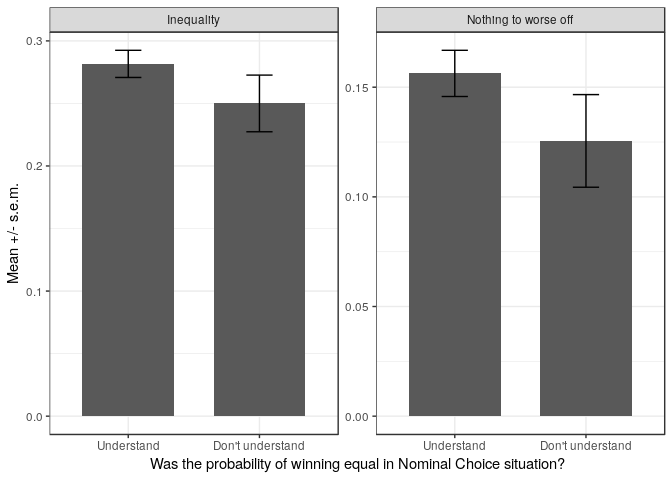 Inequality
Nothing to worse off
Mean +/- s.e.m.
0.3
0.2
0.1
0.0
0.15
0.10
0.05
0.00
Understand
Don't understand
Understand
Don't understand
Was the probability of winning equal in Nominal Choice situation?